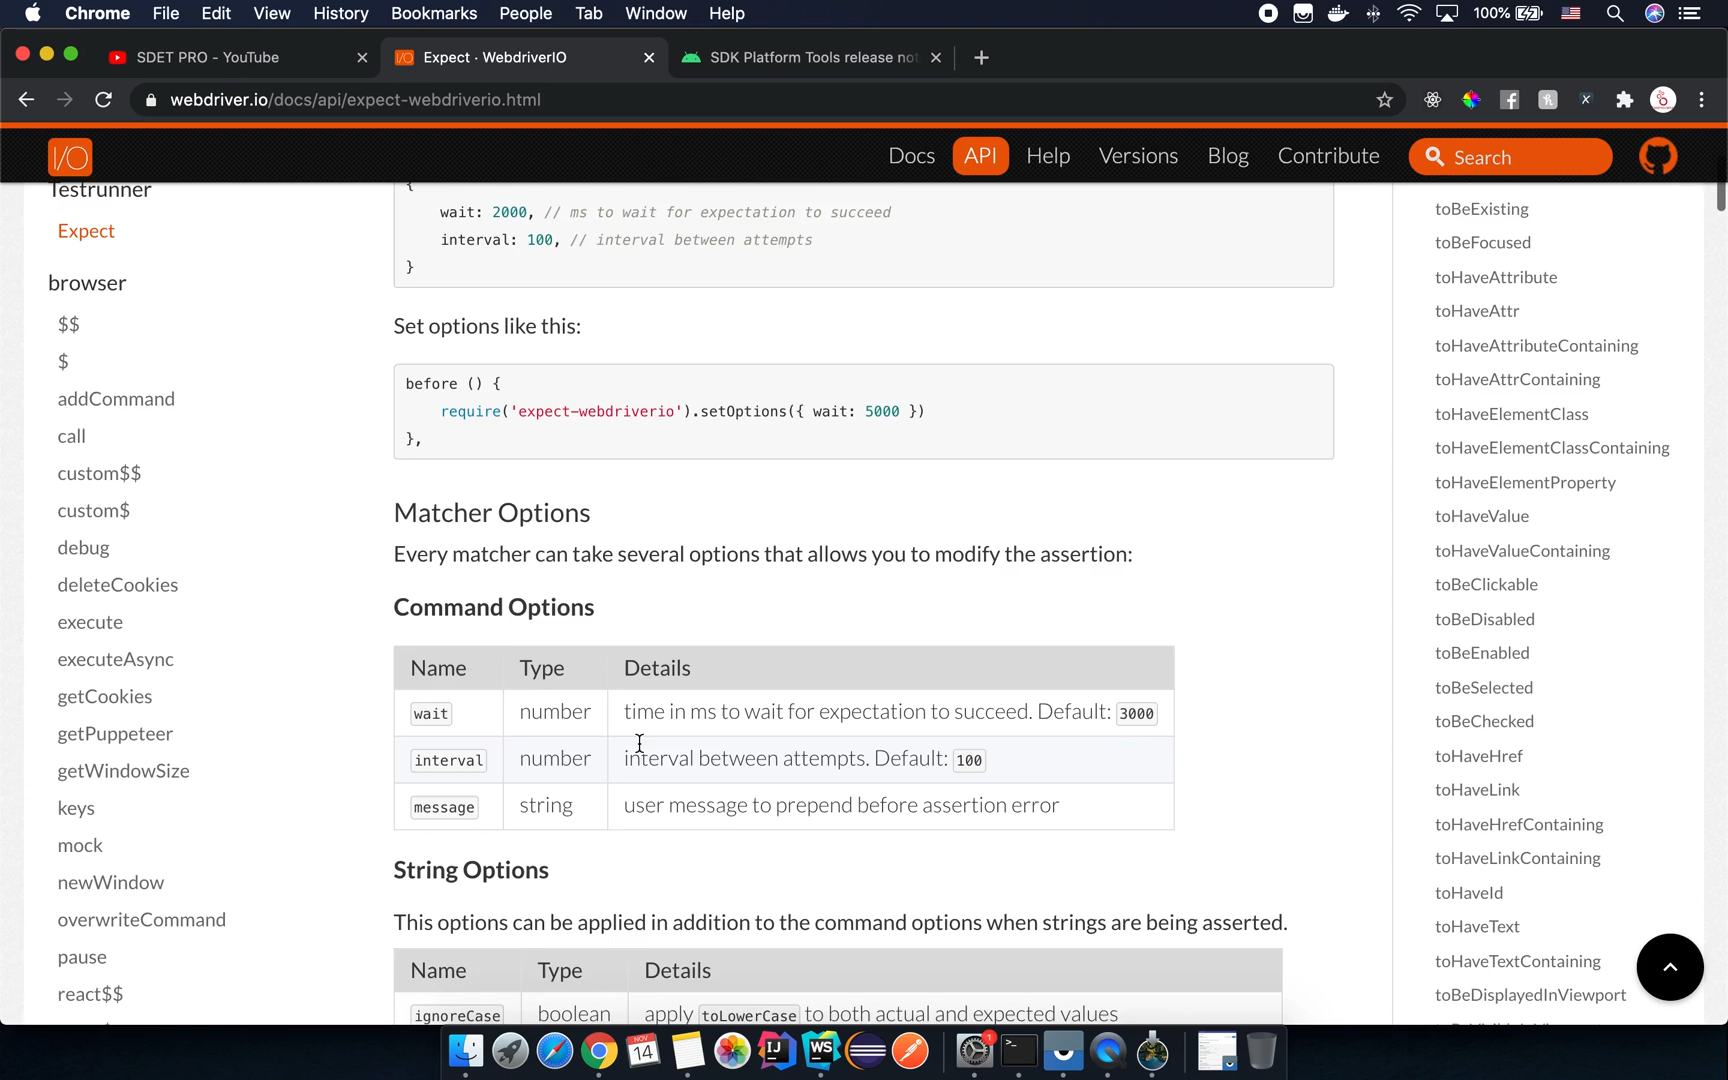 Chrome File Edit View History Bookmarks People Tab Window Help 100%
SDET PRO - YouTube Expect · WebdriverIO SDK Platform Tools release not
webdriver.io/docs/api/expect-webdriverio.html
I/O Docs API Help Versions Blog Contribute Search
Testrunner
Expect
browser
$$
$
addCommand
call
custom$$
custom$
debug
deleteCookies
execute
executeAsync
getCookies
getPuppeteer
getWindowSize
keys
mock
newWindow
overwriteCommand
pause
react$$
{
wait: 2000, // ms to wait for expectation to succeed
interval: 100, // interval between attempts
}
Set options like this:
before () {
require('expect-webdriverio').setOptions({ wait: 5000 })
},
Matcher Options
Every matcher can take several options that allows you to modify the assertion:
Command Options
Name Type Details
wait number time in ms to wait for expectation to succeed. Default: 3000
interval number interval between attempts. Default: 100
message string user message to prepend before assertion error
String Options
This options can be applied in addition to the command options when strings are being asserted.
Name Type Details
ignoreCase boolean apply toLowerCase to both actual and expected values
toBeExisting
toBeFocused
toHaveAttribute
toHaveAttr
toHaveAttributeContaining
toHaveAttrContaining
toHaveElementClass
toHaveElementClassContaining
toHaveElementProperty
toHaveValue
toHaveValueContaining
toBeClickable
toBeDisabled
toBeEnabled
toBeSelected
toBeChecked
toHaveHref
toHaveLink
toHaveHrefContaining
toHaveLinkContaining
toHaveId
toHaveText
toHaveTextContaining
toBeDisplayedInViewport
NOV
14
IJ
WS
1